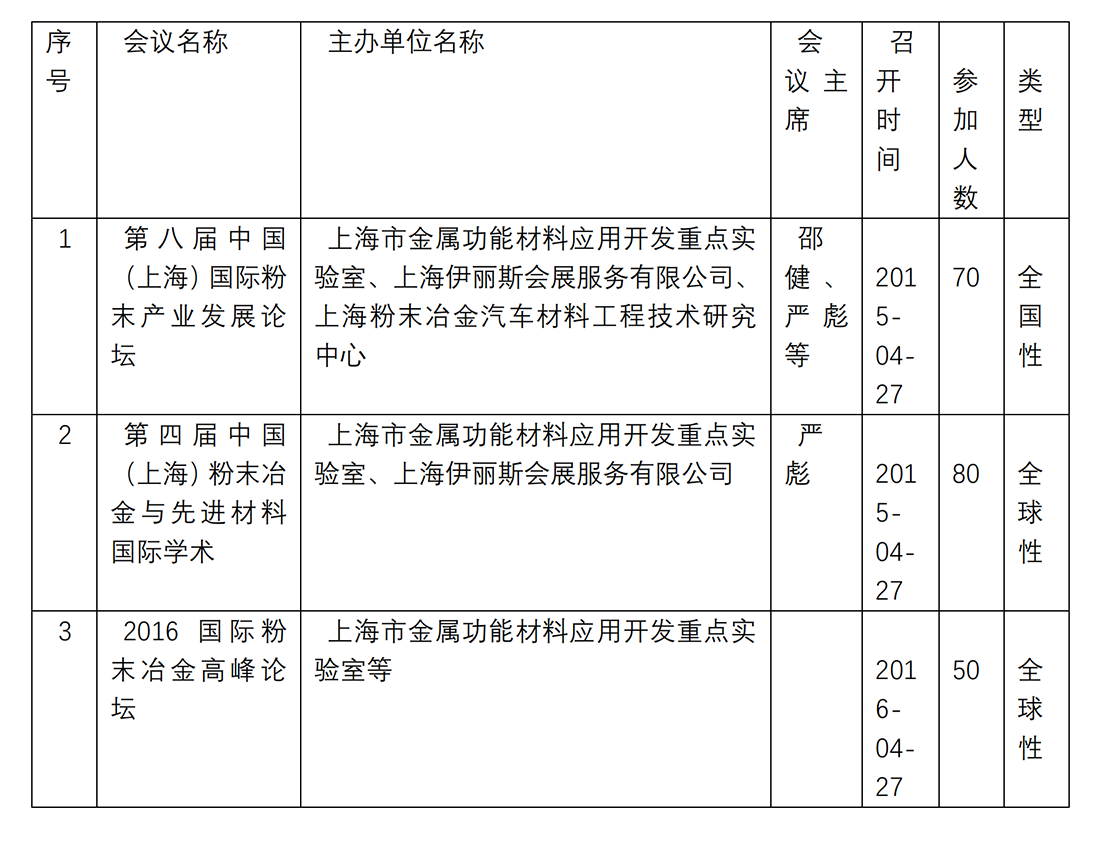 序
号
会议名称
主办单位名称
会
议主
席
召
开
时
间
参
加
人
数
类
型
1
第八届中国
（上海）国际粉
末产业发展论
坛
上海市金属功能材料应用开发重点实
验室、上海伊丽斯会展服务有限公司、
上海粉末冶金汽车材料工程技术研究
中心
邵
健、
严彪
等
201
5-
04-
27
70
全
国
性
2
第四届中国
（上海）粉末冶
金与先进材料
国际学术
上海市金属功能材料应用开发重点实
验室、上海伊丽斯会展服务有限公司
严
彪
201
5-
04-
27
80
全
球
性
3
2016 国际粉
末冶金高峰论
坛
上海市金属功能材料应用开发重点实
验室等
201
6-
04-
27
50
全
球
性